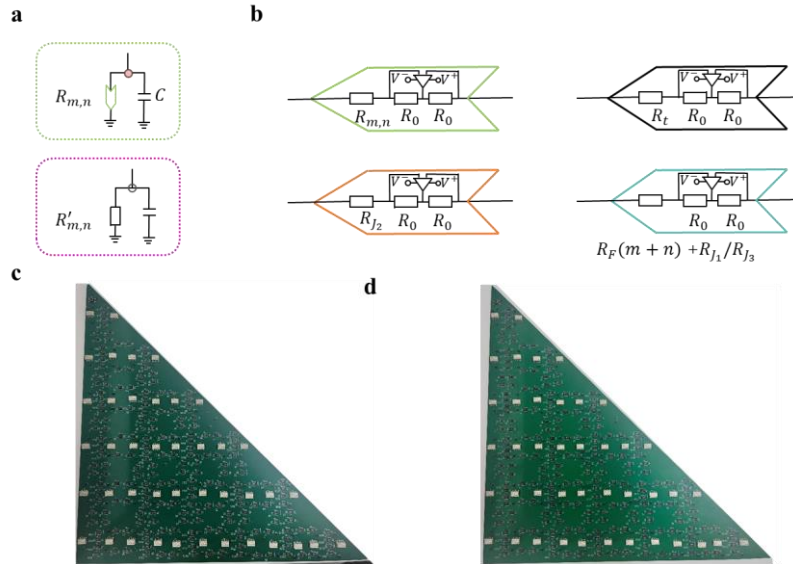 a
R_{m,n}
C
R'_{m,n}
b
V⁻ V⁺
R_{m,n} R_0 R_0
V⁻ V⁺
R_t R_0 R_0
V⁻ V⁺
R_{J_2} R_0 R_0
V⁻ V⁺
R_0 R_0
R_F(m + n) +R_{J_1}/R_{J_3}
c
d